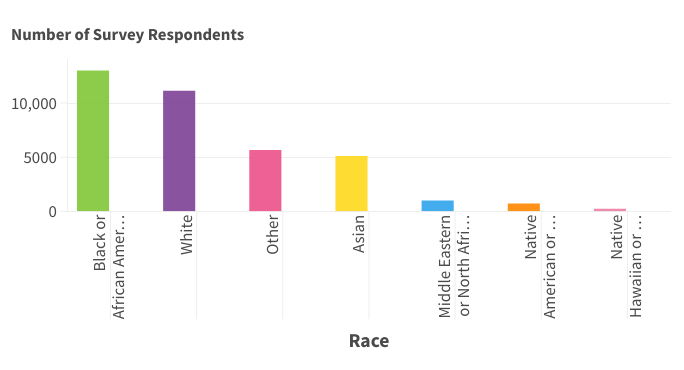 Number of Survey Respondents
10,000
5000
0
Black or
African Amer…
White
Other
Asian
Middle Eastern
or North Afri…
Native
American or …
Native
Hawaiian or …
Race